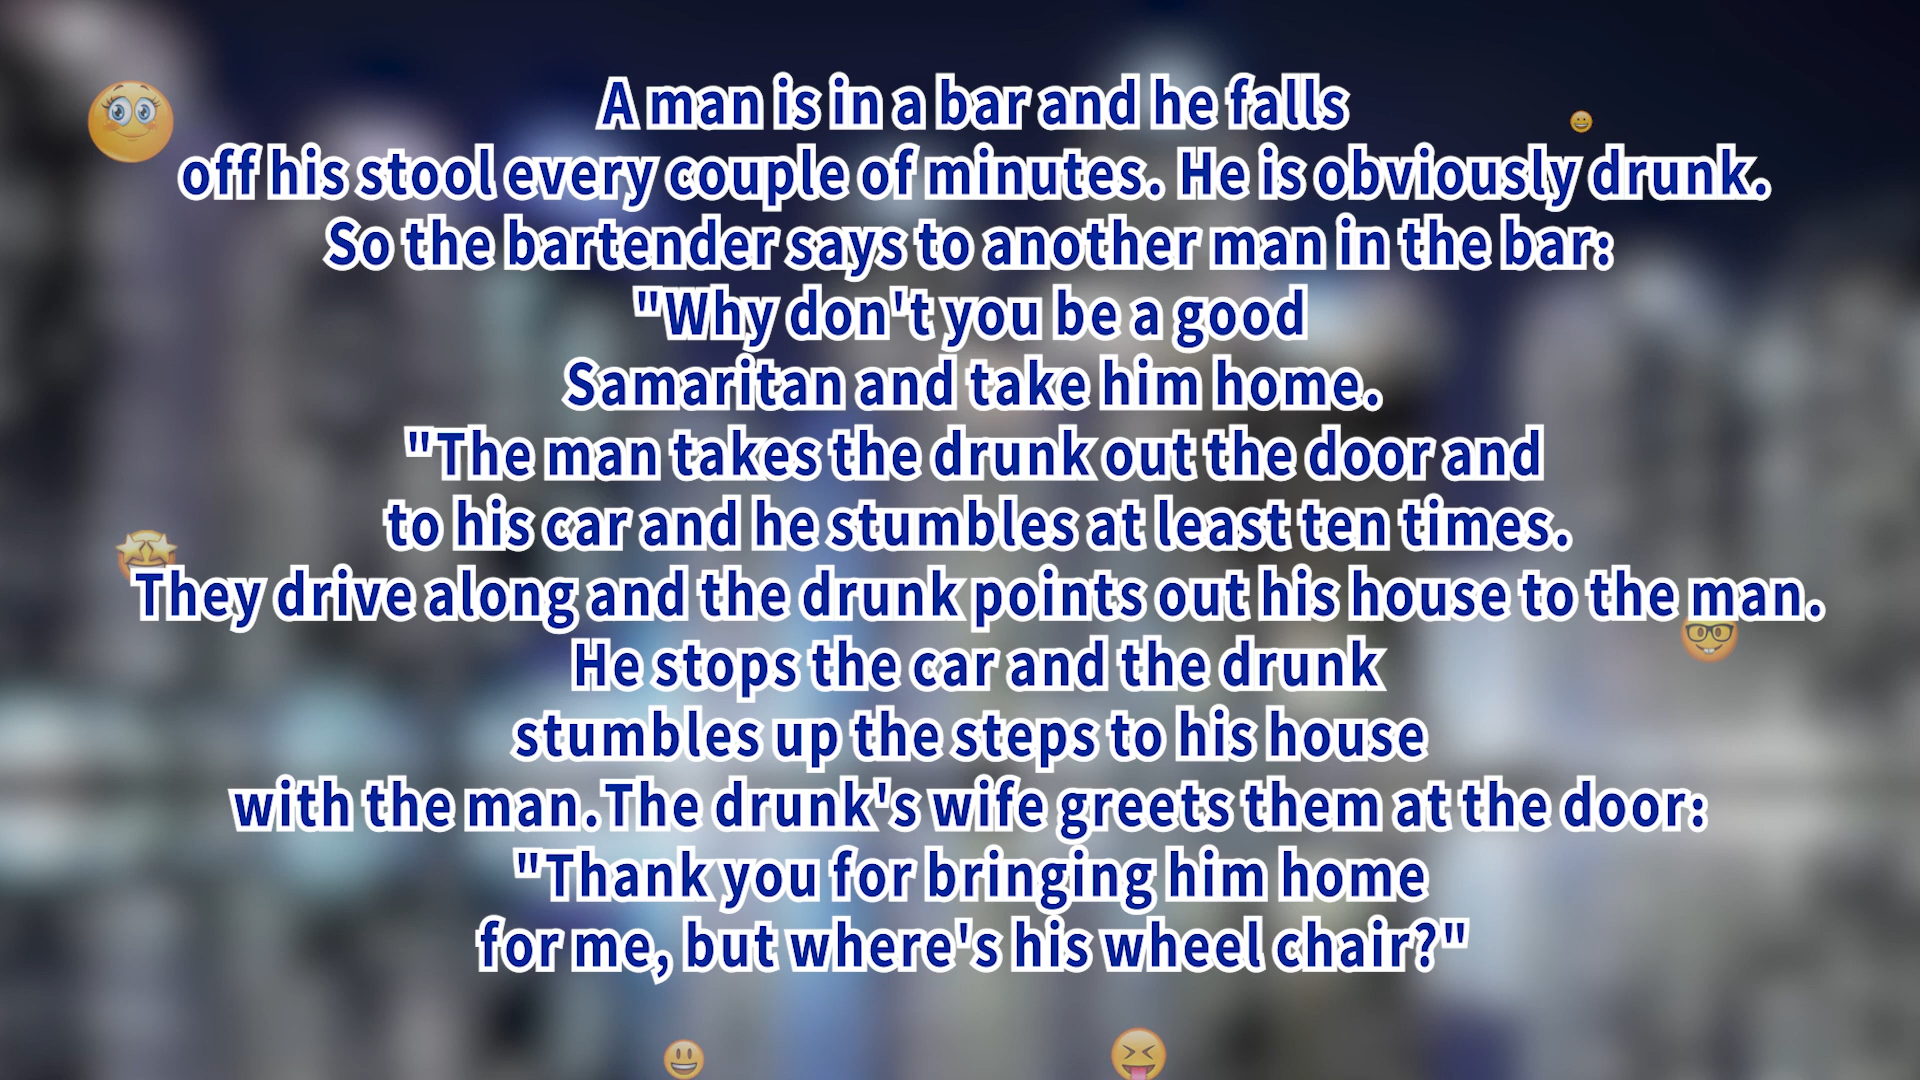 A man is in a bar and he falls
off his stool every couple of minutes. He is obviously drunk.
So the bartender says to another man in the bar:
"Why don't you be a good
Samaritan and take him home.
"The man takes the drunk out the door and
to his car and he stumbles at least ten times.
They drive along and the drunk points out his house to the man.
He stops the car and the drunk
stumbles up the steps to his house
with the man.The drunk's wife greets them at the door:
"Thank you for bringing him home
for me, but where's his wheel chair?"